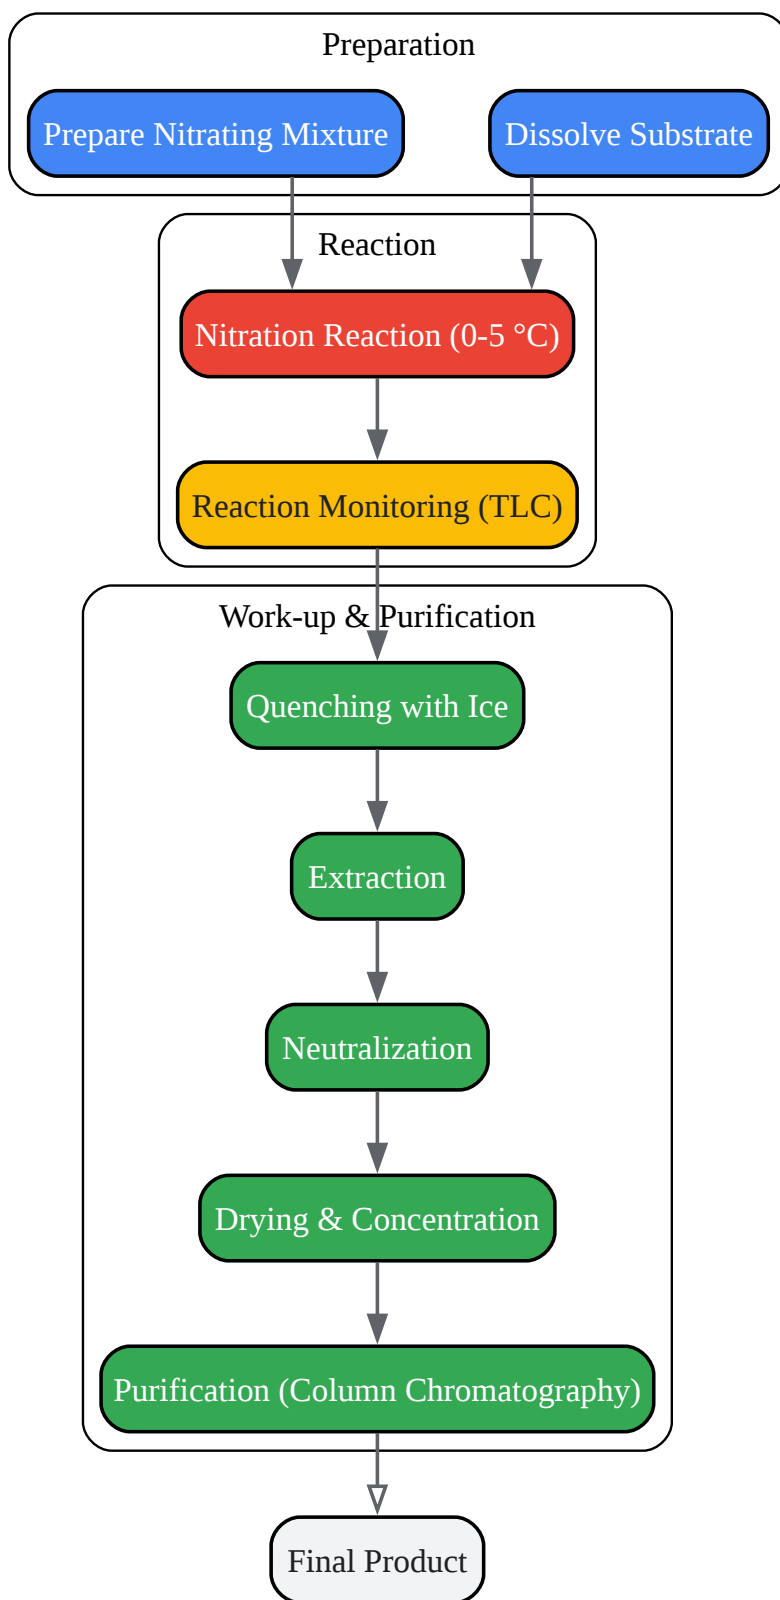 Preparation
Prepare Nitrating Mixture
Dissolve Substrate
Reaction
Nitration Reaction (0-5 °C)
Reaction Monitoring (TLC)
Work-up & Purification
Quenching with Ice
Extraction
Neutralization
Drying & Concentration
Purification (Column Chromatography)
Final Product